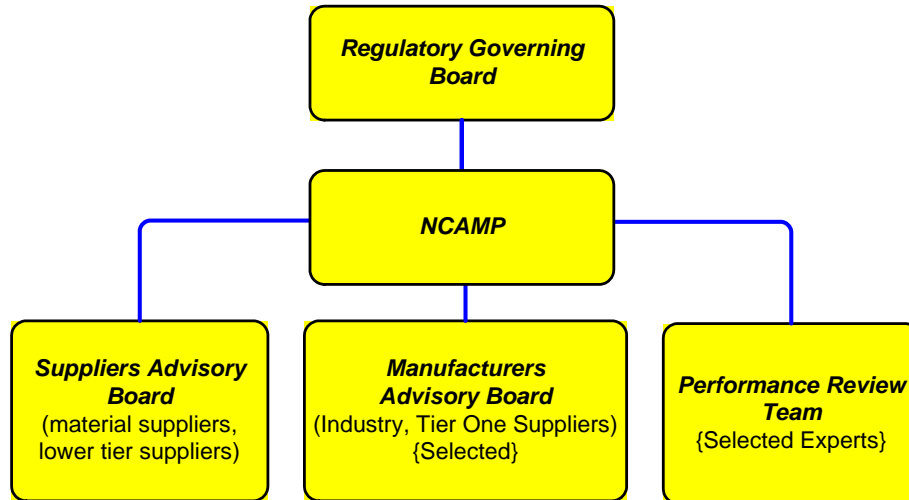 Regulatory Governing
Board
NCAMP
Suppliers Advisory
Board
(material suppliers,
lower tier suppliers)
Manufacturers
Advisory Board
(Industry, Tier One Suppliers)
{Selected}
Performance Review
Team
{Selected Experts}